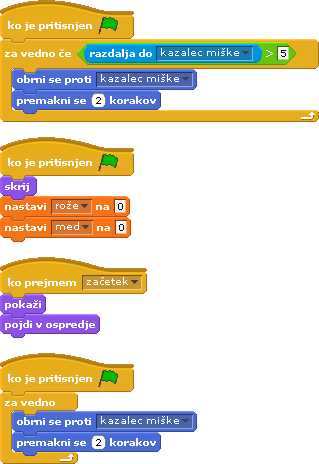 ko je pritisnjen
za vedno če razdalja do kazalec miške > 5
obrni se proti kazalec miške
premakni se 2 korakov
ko je pritisnjen
skrij
nastavi rože na 0
nastavi med na 0
ko prejmem začetek
pokaži
pojdi v ospredje
ko je pritisnjen
za vedno
obrni se proti kazalec miške
premakni se 2 korakov